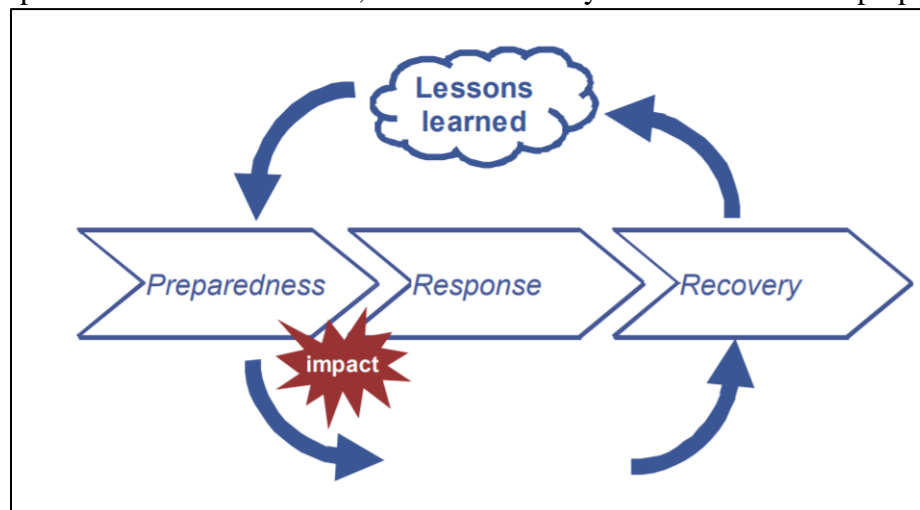 Lessons
learned
Preparedness
Response
Recovery
impact